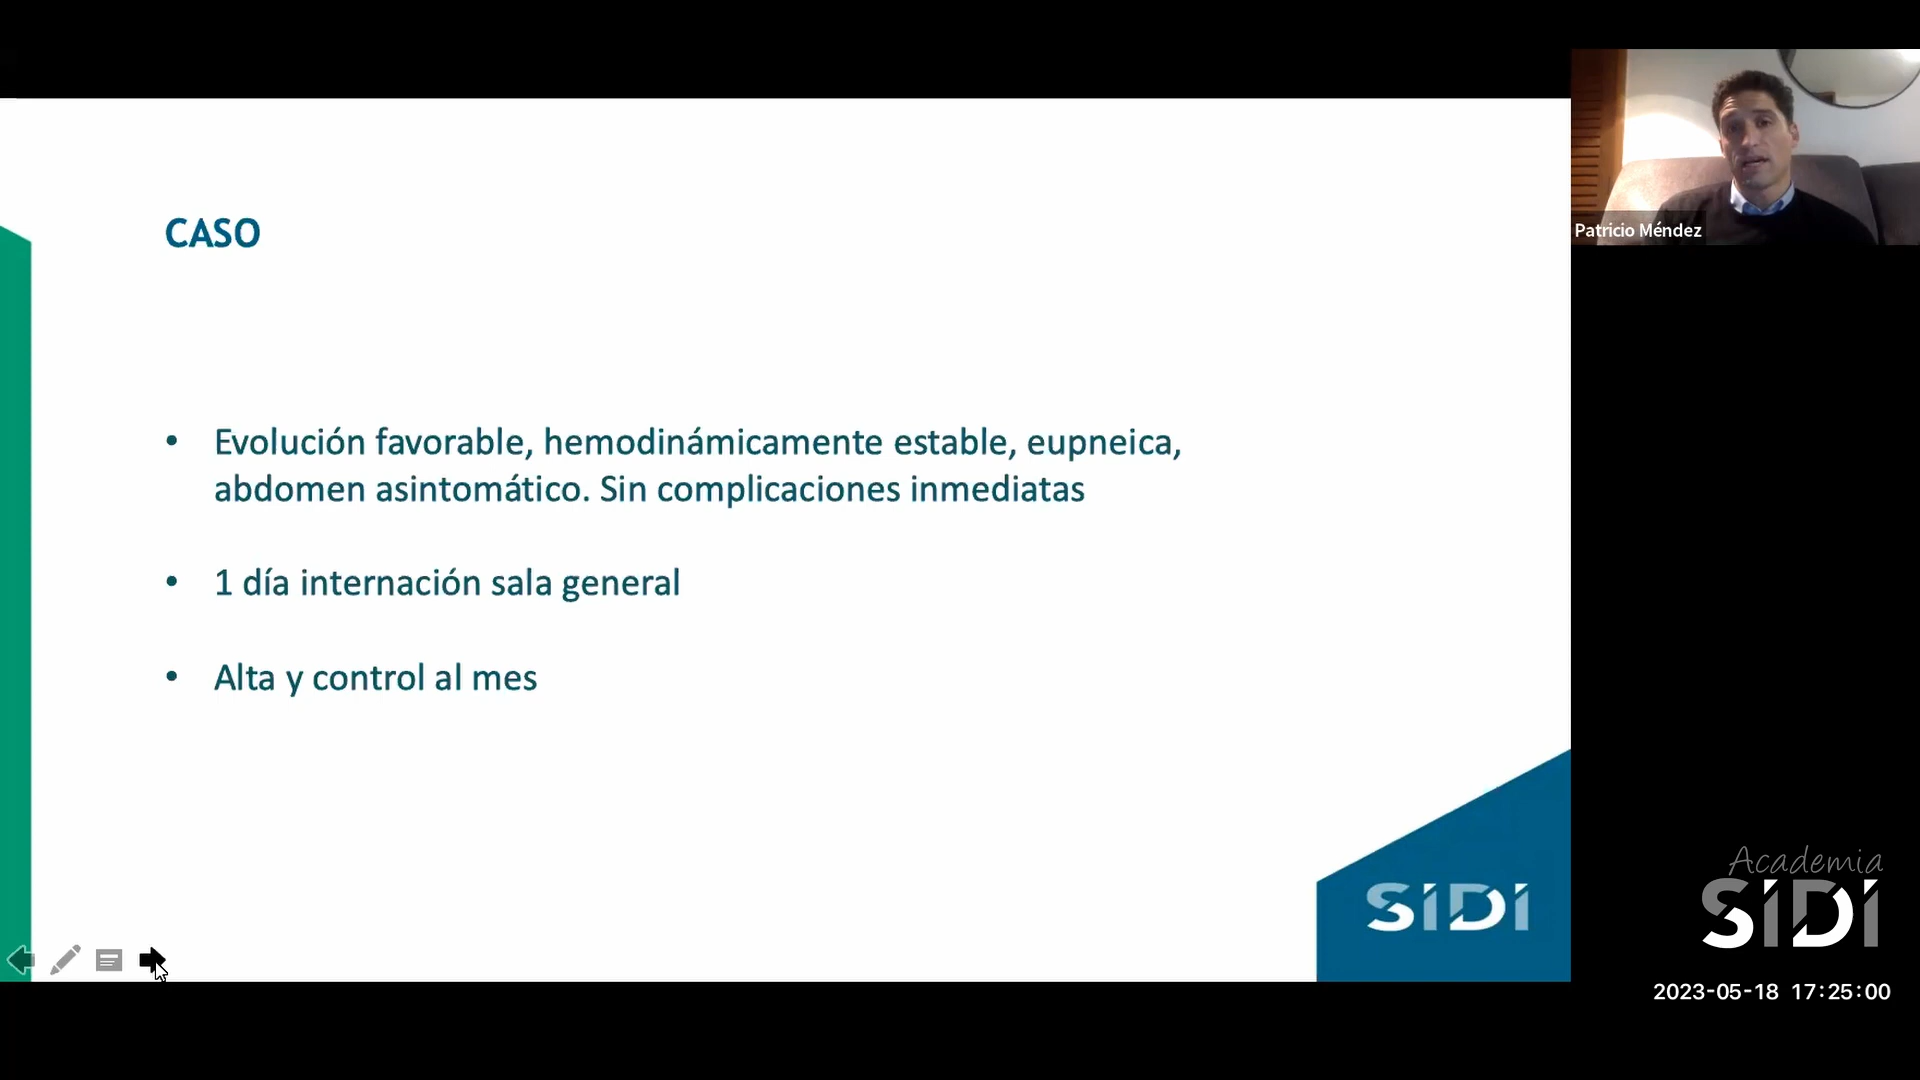 CASO
• Evolución favorable, hemodinámicamente estable, eupneica,
abdomen asintomático. Sin complicaciones inmediatas
• 1 día internación sala general
• Alta y control al mes
SiDi
Patricio Méndez
Academia
SiDi
2023-05-18 17:25:00